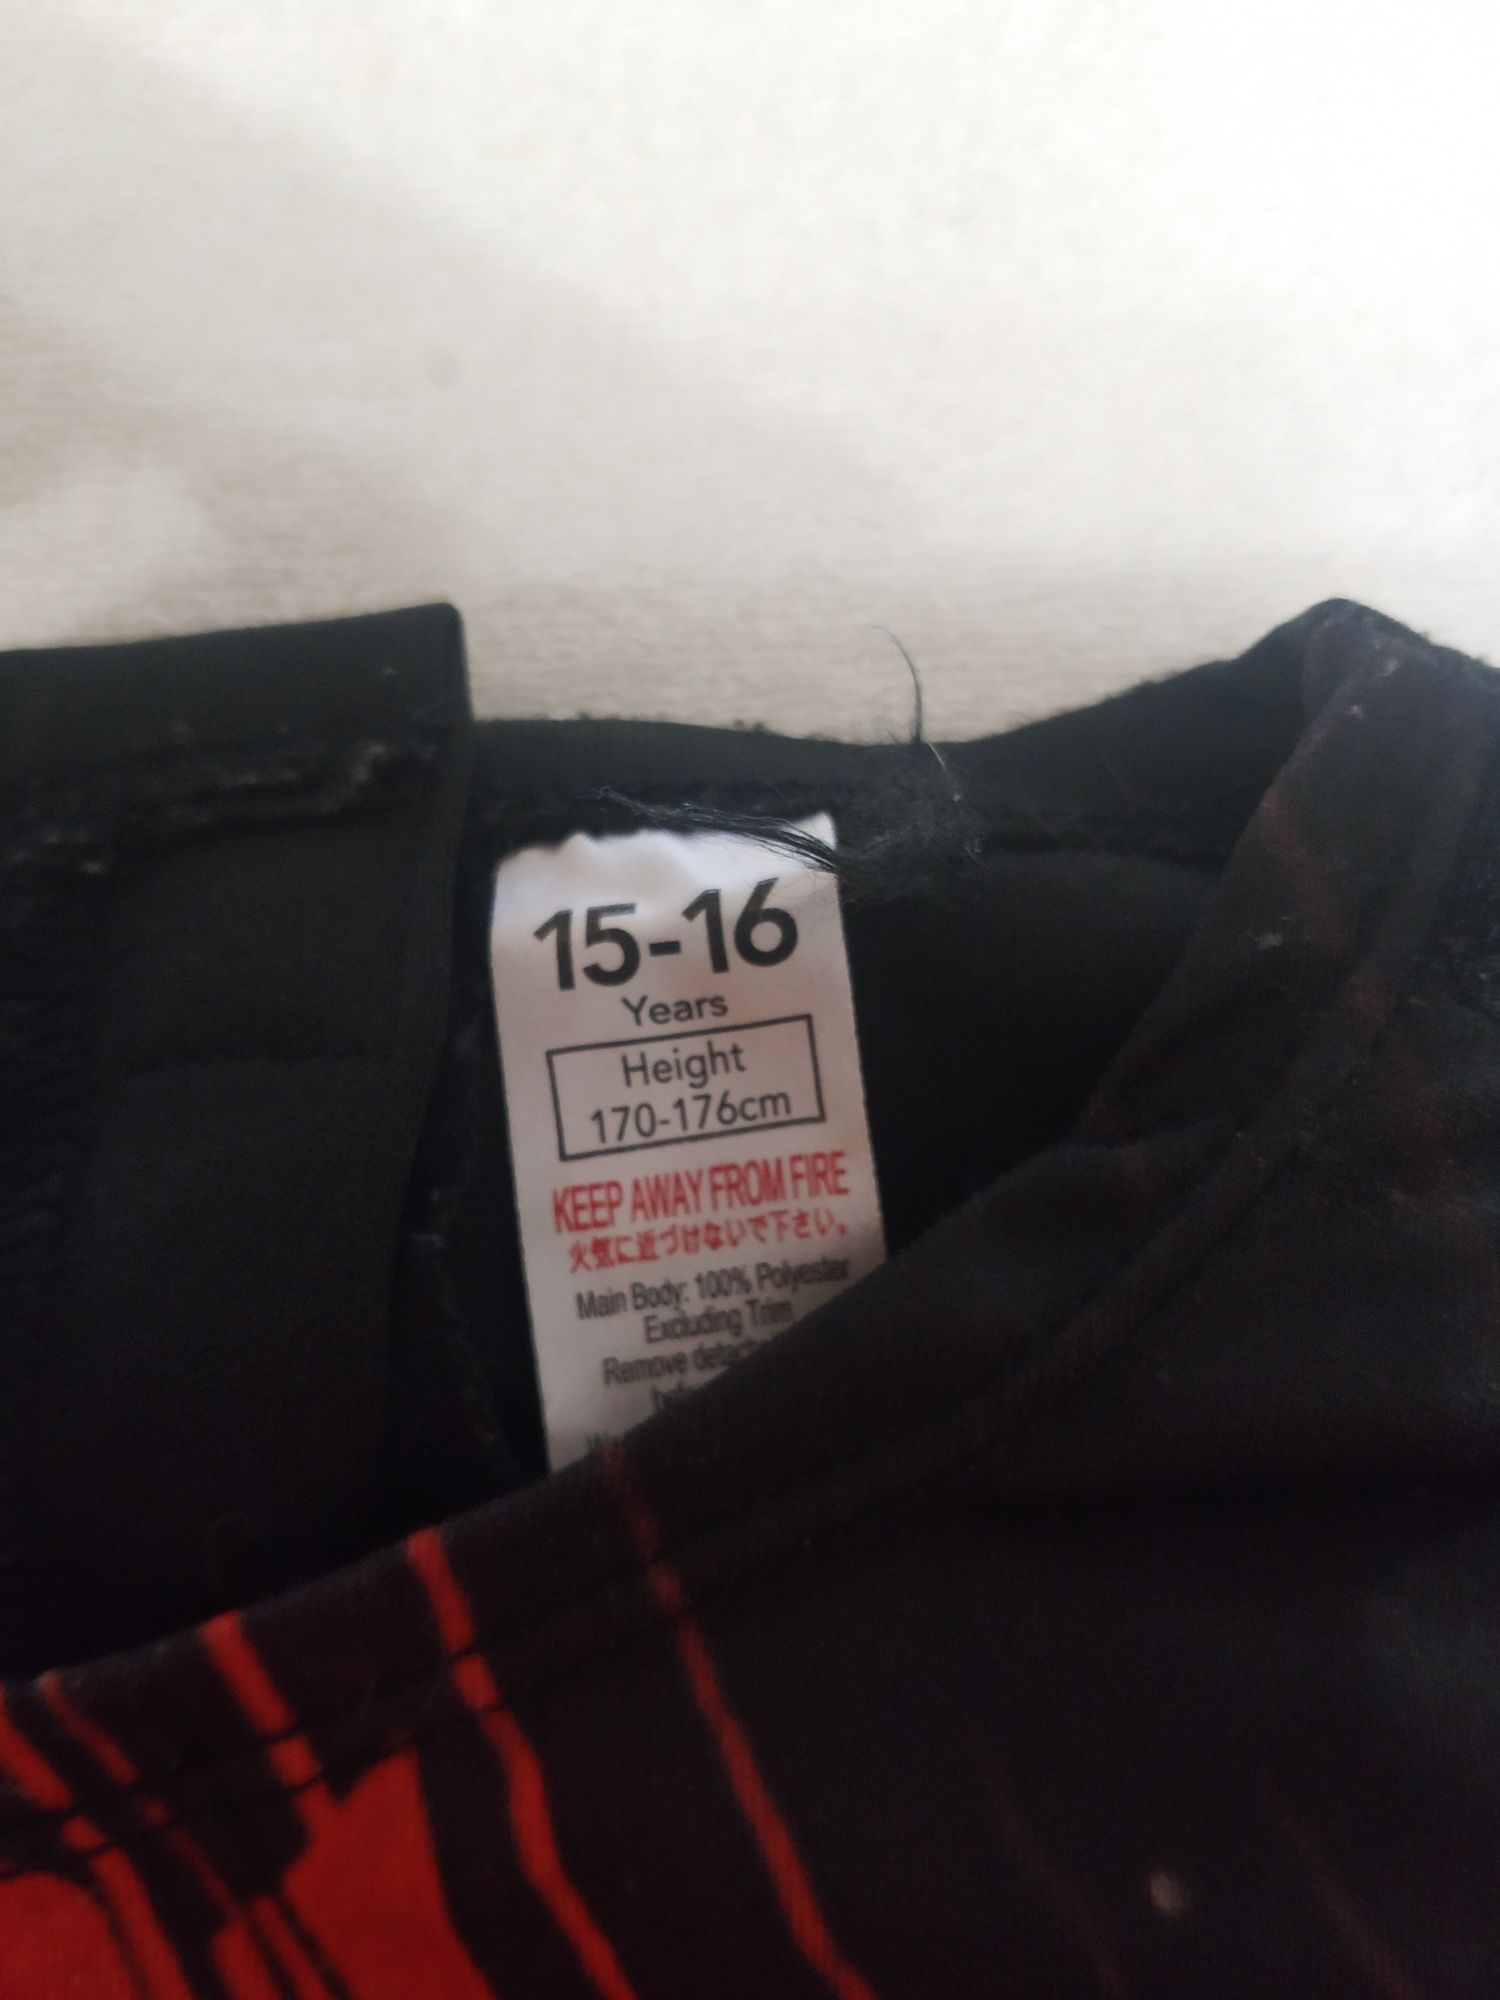 15-16
Years
Height
170-176cm
KEEP AWAY FROM FIRE
火気に近づけないで下さい。
Main Body: 100% Polyester
Excluding Trim
Remove